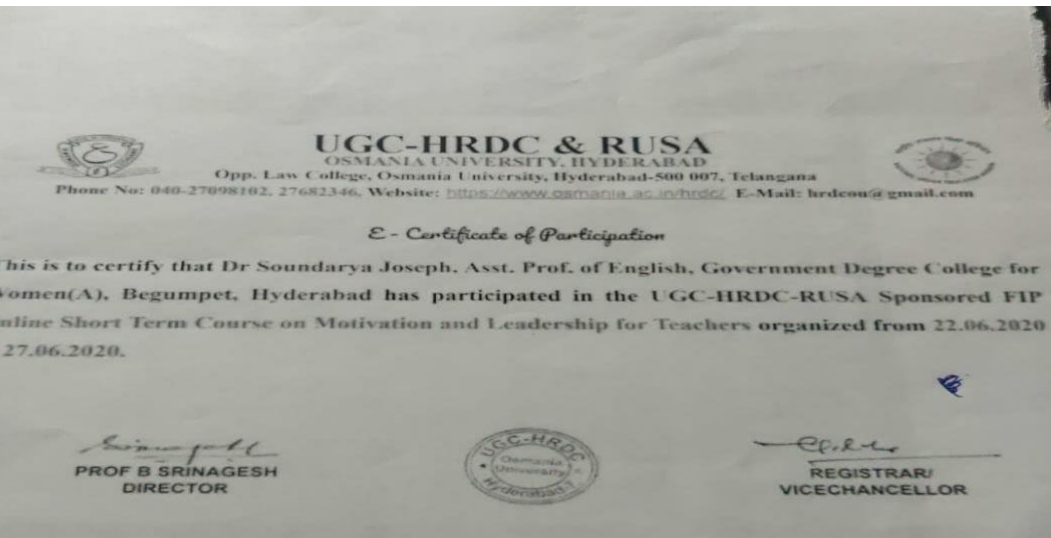 UGC-HRDC & RUSA
OSMANIA UNIVERSITY, HYDERABAD
Opp. Law College, Osmania University, Hyderabad-500 007, Telangana
Phone No: 040-27098102, 27682346, Website: https://www.osmania.ac.in/hrdc/ E-Mail: hrdcou@gmail.com
E - Certificate of Participation
his is to certify that Dr Soundarya Joseph, Asst. Prof. of English, Government Degree College for
omen(A), Begumpet, Hyderabad has participated in the UGC-HRDC-RUSA Sponsored FIP
nline Short Term Course on Motivation and Leadership for Teachers organized from 22.06.2020
27.06.2020.
UGC-HRDC
Osmania
University
Hyderabad-7
PROF B SRINAGESH
DIRECTOR
REGISTRAR/
VICECHANCELLOR